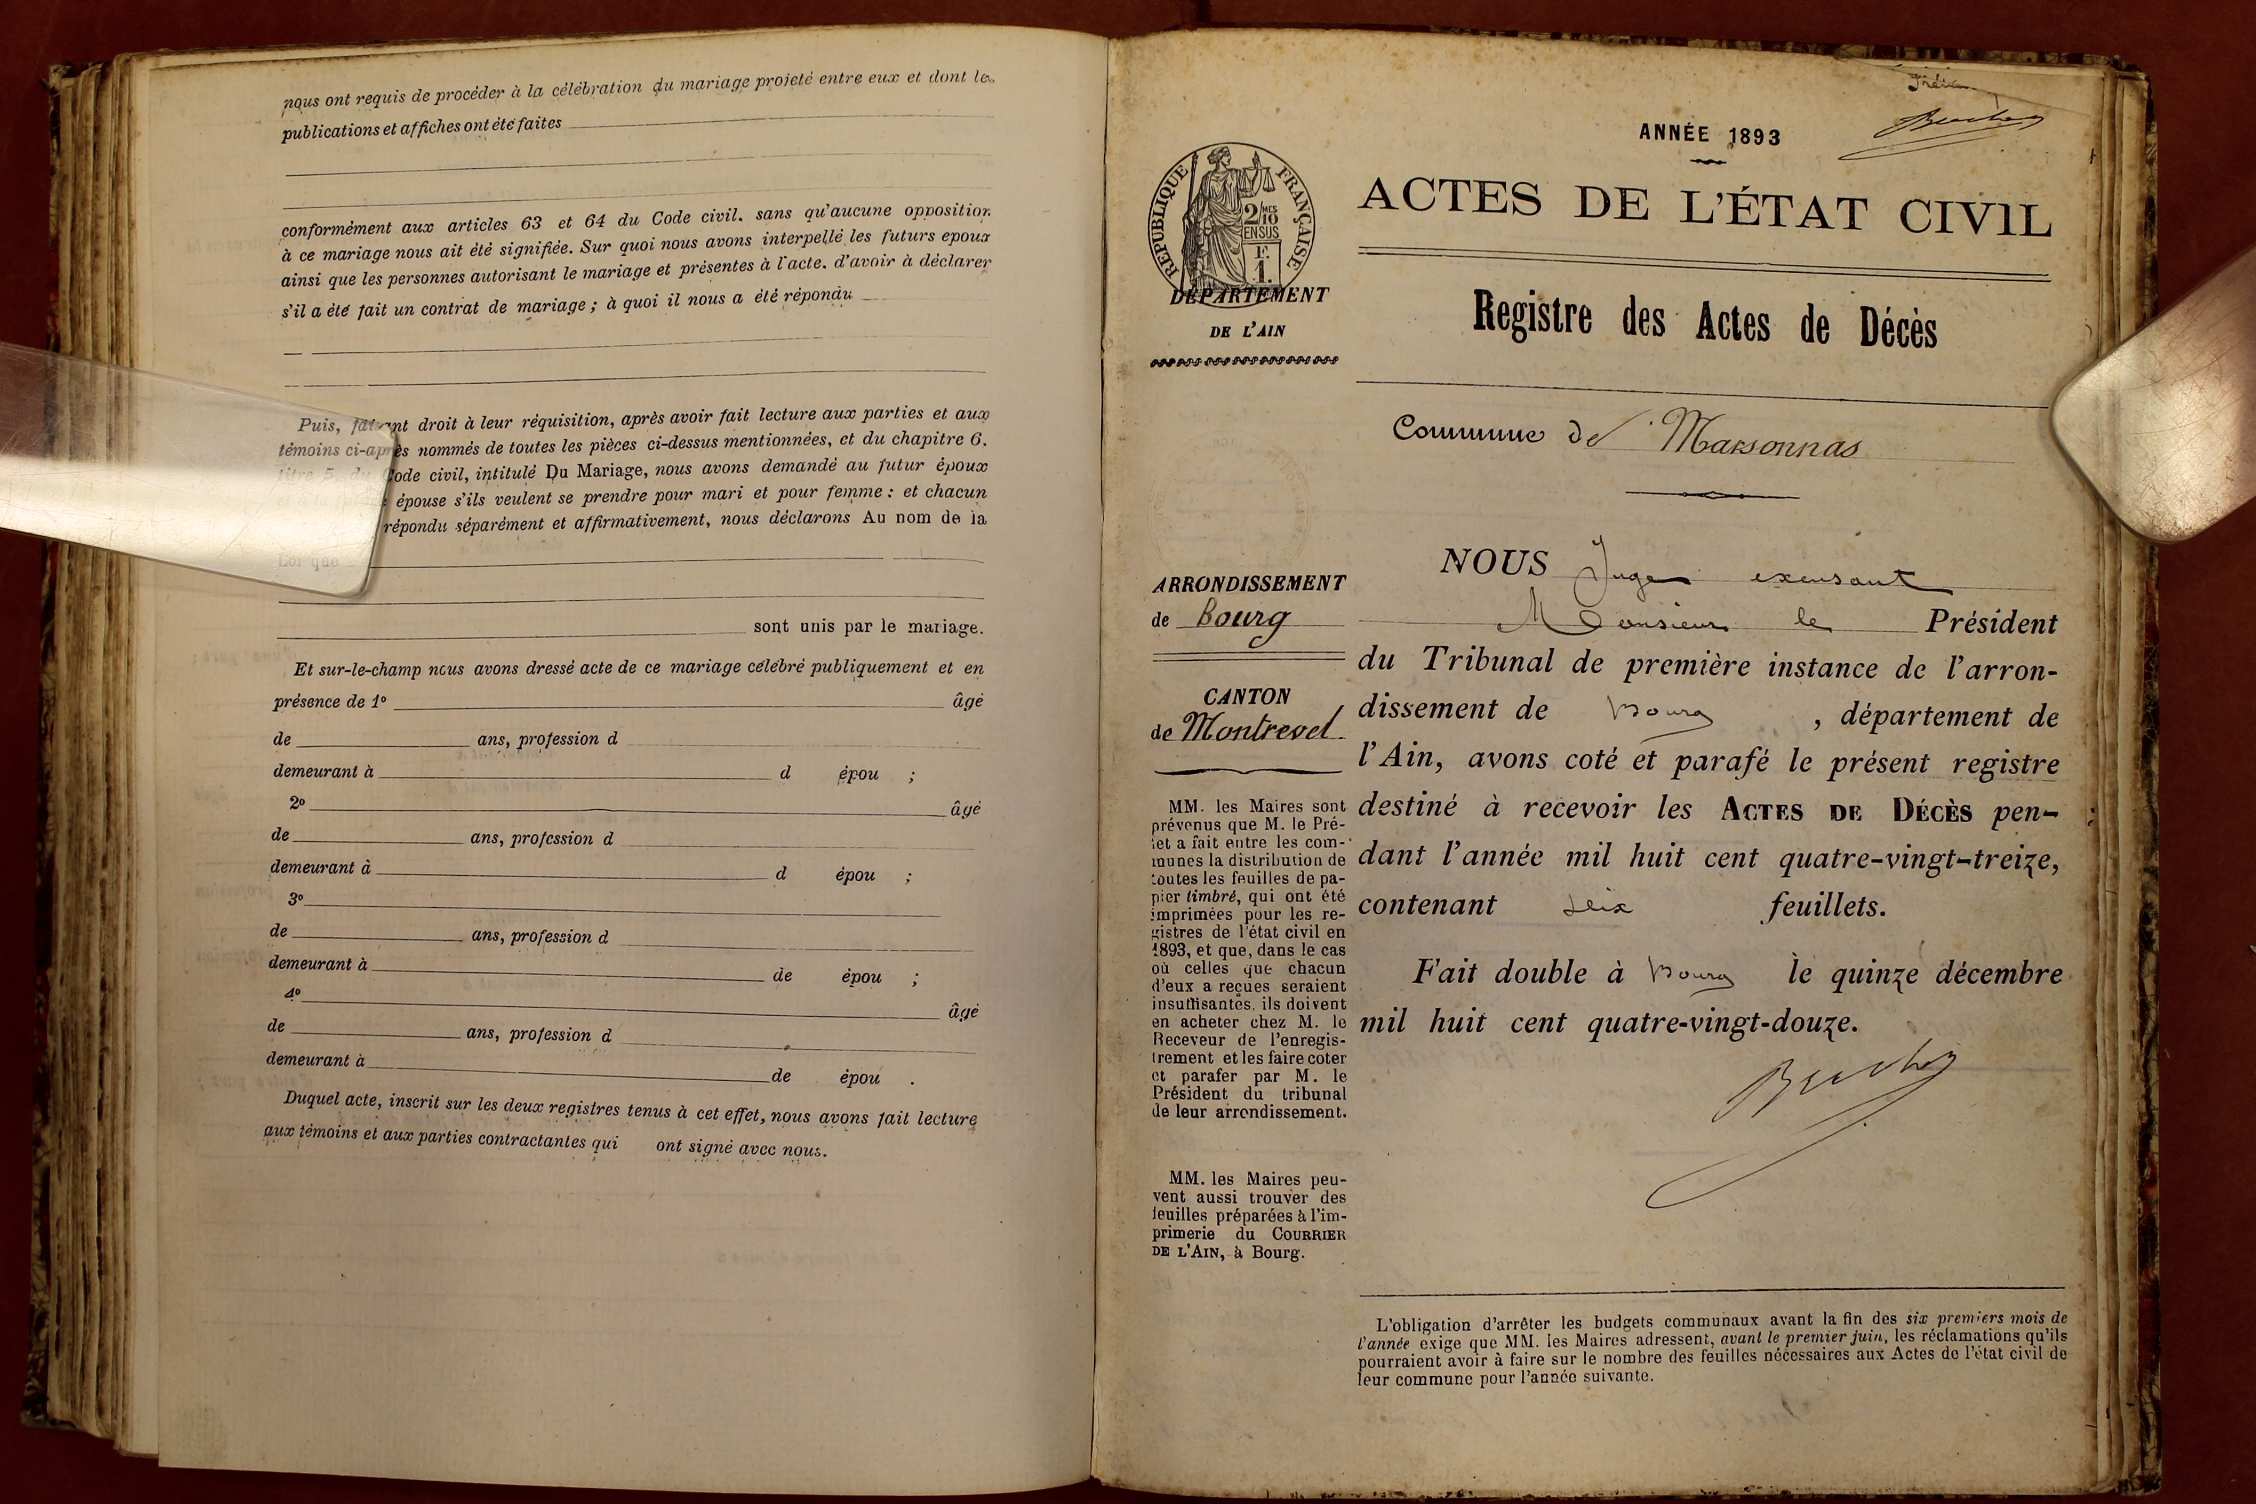 nous ont requis de procéder à la célébration du mariage projeté entre eux et dont les
publications et affiches ont été faites
conformément aux articles 63 et 64 du Code civil, sans qu'aucune opposition
à ce mariage nous ait été signifiée. Sur quoi nous avons interpellé les futurs epoux
ainsi que les personnes autorisant le mariage et présentes à l'acte, d'avoir à déclarer
s'il a été fait un contrat de mariage ; à quoi il nous a été répondu
Puis, faisant droit à leur réquisition, après avoir fait lecture aux parties et aux
témoins ci-après nommés de toutes les pièces ci-dessus mentionnées, et du chapitre 6,
titre 5, du Code civil, intitulé Du Mariage, nous avons demandé au futur époux
épouse s'ils veulent se prendre pour mari et pour femme : et chacun
répondu séparément et affirmativement, nous déclarons Au nom de la
Loi que
sont unis par le mariage.
Et sur-le-champ nous avons dressé acte de ce mariage célébré publiquement et en
présence de 1º âgé
de ans, profession d
demeurant à d épou ;
2º âgé
de ans, profession d
demeurant à d épou ;
3º
de ans, profession d
demeurant à de épou ;
4º âgé
de ans, profession d
demeurant à de épou .
Duquel acte, inscrit sur les deux registres tenus à cet effet, nous avons fait lecture
aux témoins et aux parties contractantes qui ont signé avec nous.
ANNÉE 1893
ACTES DE L'ÉTAT CIVIL
RÉPUBLIQUE FRANÇAISE
2/MES 10
EN SUS
F.
1.
DÉPARTEMENT
DE L'AIN
Registre des Actes de Décès
Commune de Marsonnas
ARRONDISSEMENT
de Bourg
CANTON
de Montrevel
MM. les Maires sont
prévenus que M. le Pré-
fet a fait entre les com-
munes la distribution de
toutes les feuilles de pa-
pier timbré, qui ont été
imprimées pour les re-
gistres de l'état civil en
1893, et que, dans le cas
où celles que chacun
d'eux a reçues seraient
insuffisantes, ils doivent
en acheter chez M. le
Receveur de l'enregis-
trement et les faire coter
et parafer par M. le
Président du tribunal
de leur arrondissement.
MM. les Maires peu-
vent aussi trouver des
feuilles préparées à l'im-
primerie du COURRIER
DE L'AIN, à Bourg.
NOUS Juge excusant
Monsieur le Président
du Tribunal de première instance de l'arron-
dissement de Bourg , département de
l'Ain, avons coté et parafé le présent registre
destiné à recevoir les ACTES DE DÉCÈS pen-
dant l'année mil huit cent quatre-vingt-treize,
contenant feuillets.
Fait double à Bourg le quinze décembre
mil huit cent quatre-vingt-douze.
L'obligation d'arrêter les budgets communaux avant la fin des six premiers mois de
l'année exige que MM. les Maires adressent, avant le premier juin, les réclamations qu'ils
pourraient avoir à faire sur le nombre des feuilles nécessaires aux Actes de l'état civil de
leur commune pour l'année suivante.